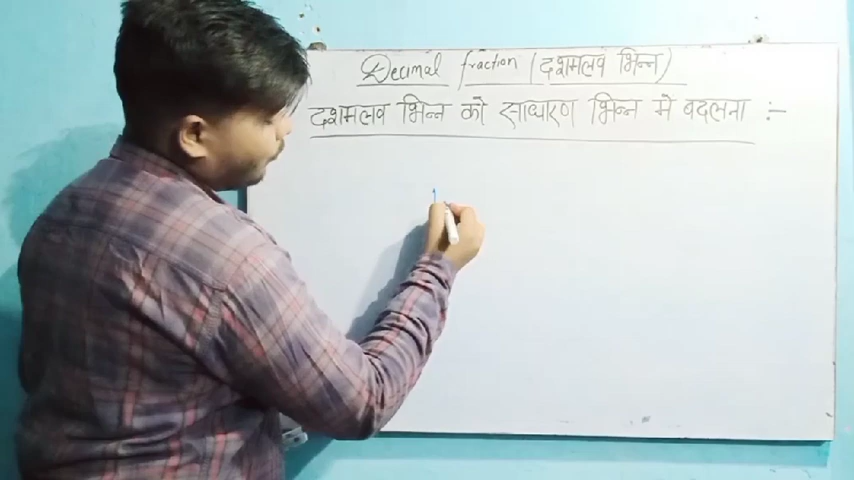 Decimal fraction (दशमलव भिन्न)
दशमलव भिन्न को साधारण भिन्न मे बदलना :-